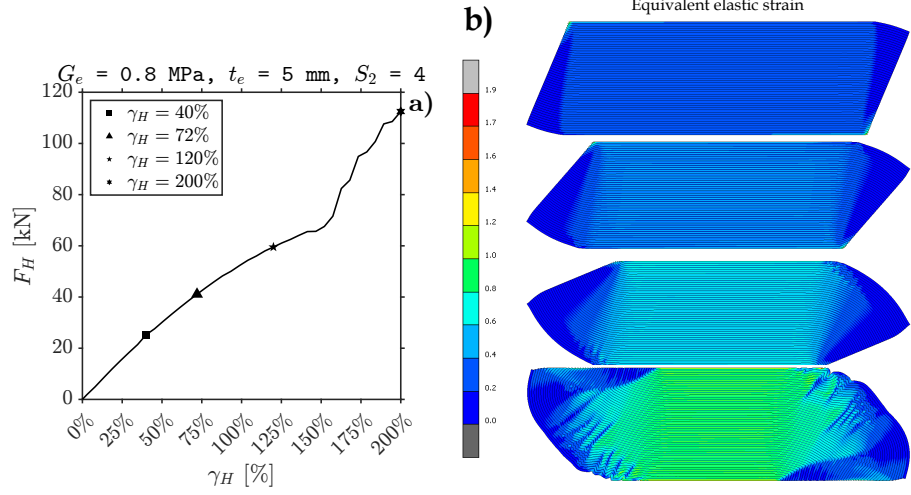 Equivalent elastic strain
b)
G_e = 0.8 MPa, t_e = 5 mm, S_2 = 4
a)
γ_H = 40%
γ_H = 72%
γ_H = 120%
γ_H = 200%
F_H [kN]
120
100
80
60
40
20
0
0%
25%
50%
75%
100%
125%
150%
175%
200%
γ_H [%]
1.9
1.7
1.6
1.4
1.2
1.0
0.8
0.6
0.4
0.2
0.0